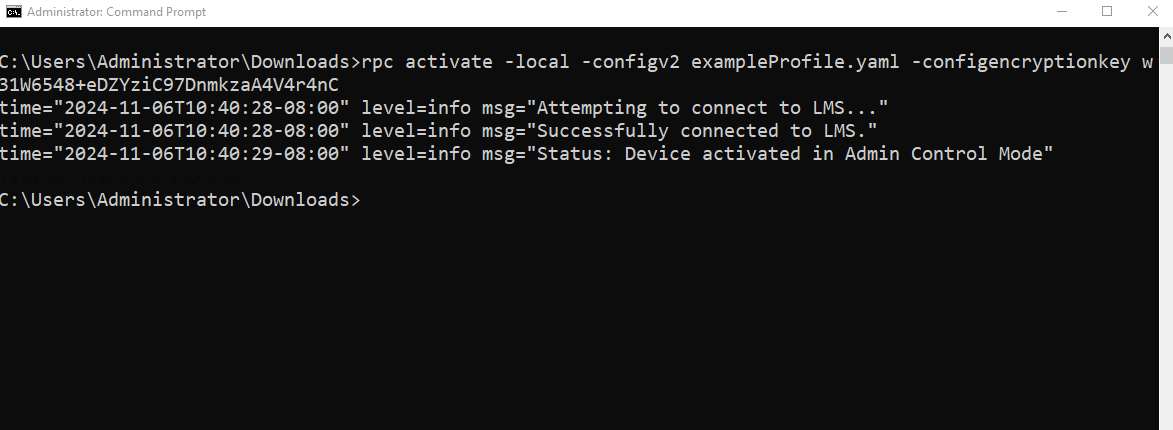 Administrator: Command Prompt
C:\Users\Administrator\Downloads>rpc activate -local -configv2 exampleProfile.yaml -configencryptionkey w
31W6548+eDZYziC97DnmkzaA4V4r4nC
time="2024-11-06T10:40:28-08:00" level=info msg="Attempting to connect to LMS..."
time="2024-11-06T10:40:28-08:00" level=info msg="Successfully connected to LMS."
time="2024-11-06T10:40:29-08:00" level=info msg="Status: Device activated in Admin Control Mode"
C:\Users\Administrator\Downloads>